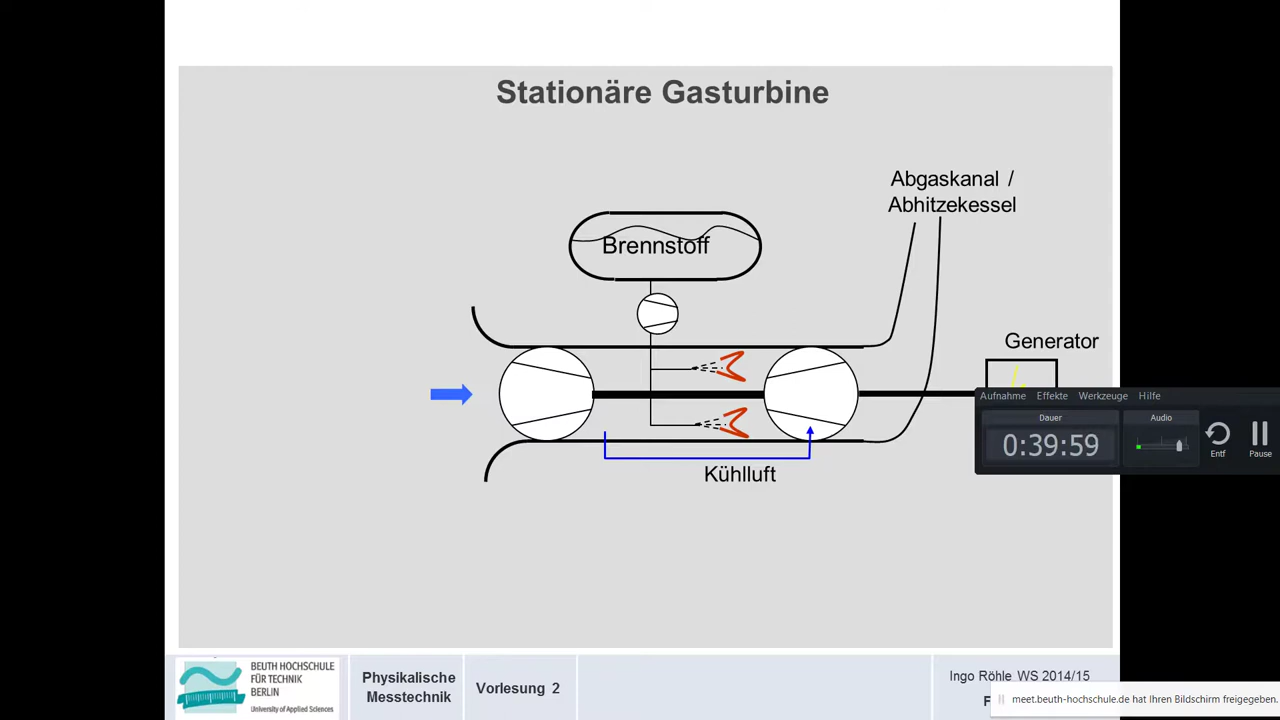 Stationäre Gasturbine
Abgaskanal /
Abhitzekessel
Brennstoff
Generator
Aufnahme Effekte Werkzeuge Hilfe
Dauer
Audio
0:39:59
Entf
Pause
Kühlluft
BEUTH HOCHSCHULE
FÜR TECHNIK
BERLIN
University of Applied Sciences
Physikalische
Messtechnik
Vorlesung 2
Ingo Röhle WS 2014/15
F
meet.beuth-hochschule.de hat Ihren Bildschirm freigegeben.